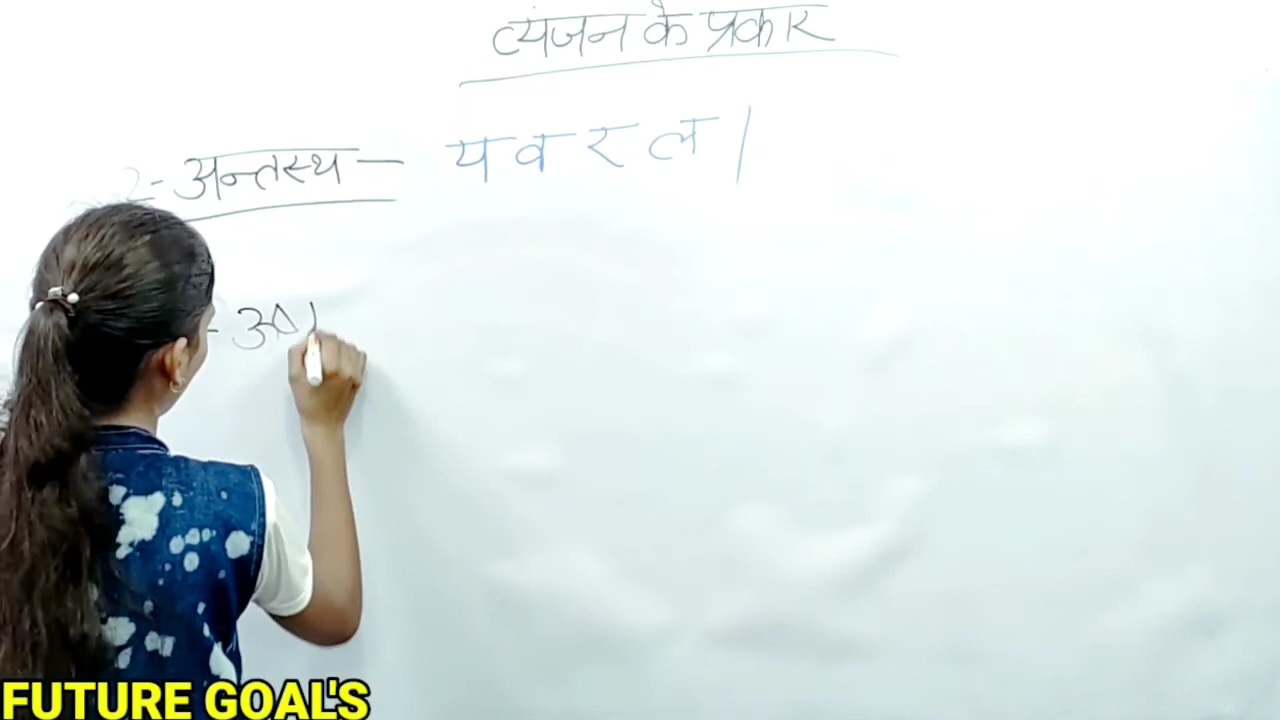 व्यंजन के प्रकार
2- अन्तस्थ - य व र ल |
FUTURE GOAL'S